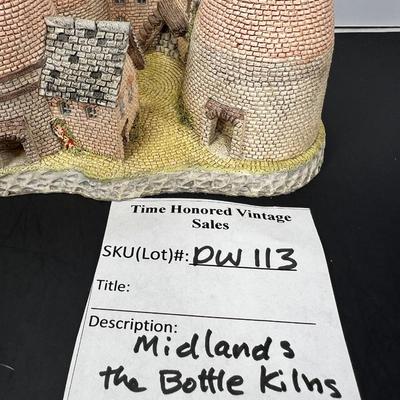 Time Honored Vintage
Sales
SKU(Lot)#: DW 113
Title:
Description:
Midlands
the Bottle Kilns